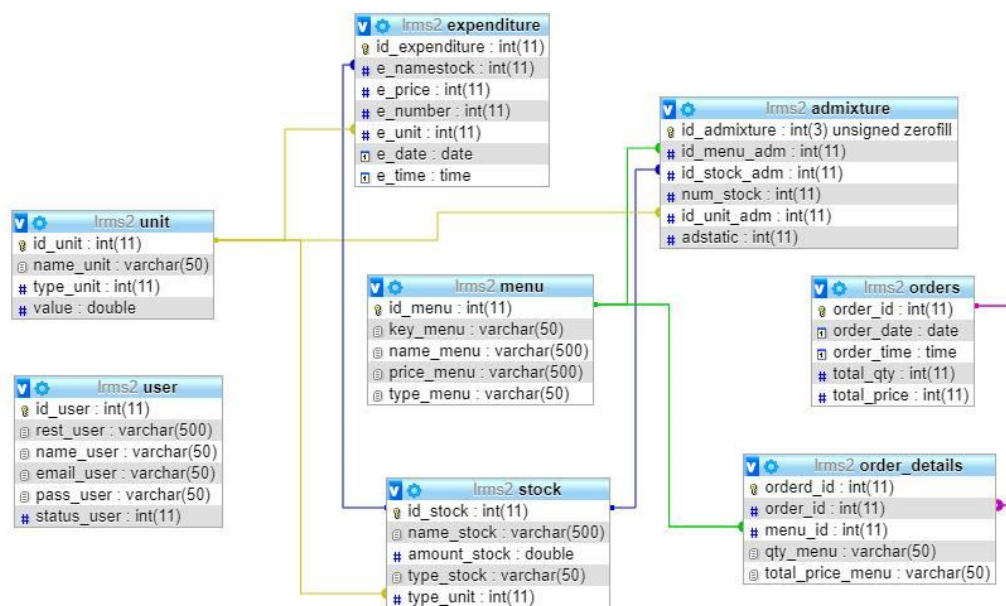 lrms2 expenditure
id_expenditure : int(11)
# e_namestock : int(11)
# e_price : int(11)
# e_number : int(11)
# e_unit : int(11)
e_date : date
e_time : time
lrms2 admixture
id_admixture : int(3) unsigned zerofill
# id_menu_adm : int(11)
# id_stock_adm : int(11)
# num_stock : int(11)
# id_unit_adm : int(11)
# adstatic : int(11)
lrms2 unit
id_unit : int(11)
name_unit : varchar(50)
# type_unit : int(11)
# value : double
lrms2 menu
id_menu : int(11)
key_menu : varchar(50)
name_menu : varchar(500)
price_menu : varchar(500)
type_menu : varchar(50)
lrms2 orders
order_id : int(11)
order_date : date
order_time : time
# total_qty : int(11)
# total_price : int(11)
lrms2 user
id_user : int(11)
rest_user : varchar(500)
name_user : varchar(50)
email_user : varchar(50)
pass_user : varchar(50)
# status_user : int(11)
lrms2 stock
id_stock : int(11)
name_stock : varchar(500)
# amount_stock : double
type_stock : varchar(50)
# type_unit : int(11)
lrms2 order_details
orderd_id : int(11)
# order_id : int(11)
# menu_id : int(11)
qty_menu : varchar(50)
total_price_menu : varchar(50)